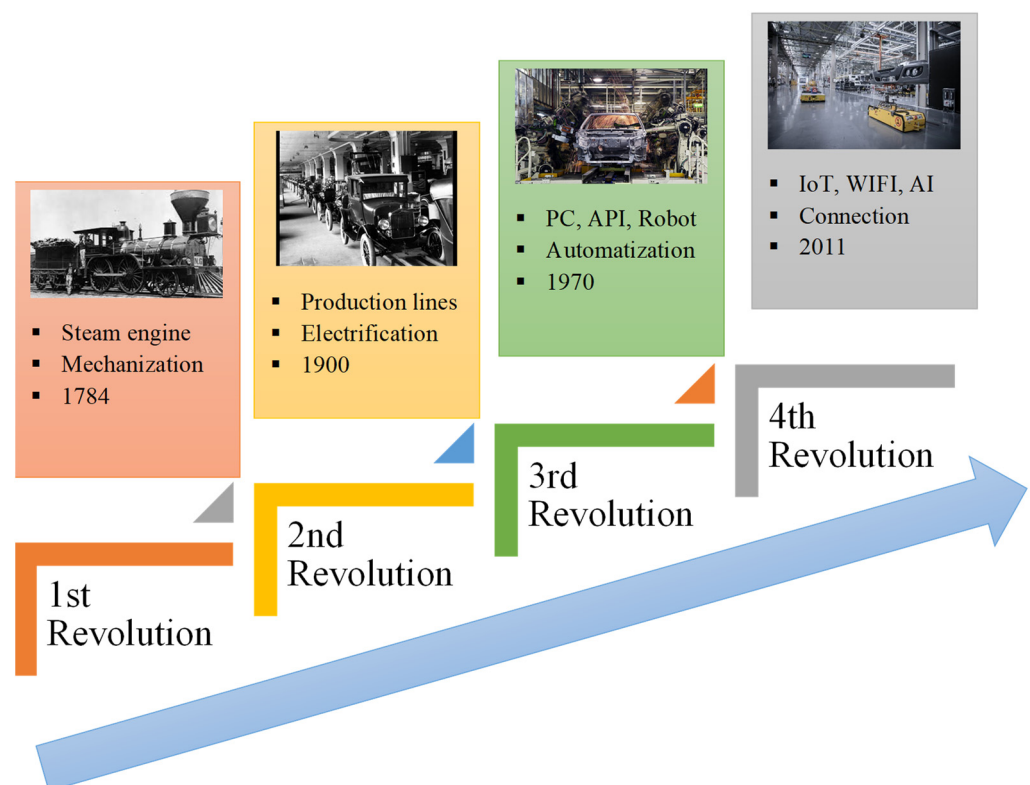 ▪ Steam engine
▪ Mechanization
▪ 1784
1st
Revolution
▪ Production lines
▪ Electrification
▪ 1900
2nd
Revolution
▪ PC, API, Robot
▪ Automatization
▪ 1970
3rd
Revolution
▪ IoT, WIFI, AI
▪ Connection
▪ 2011
4th
Revolution